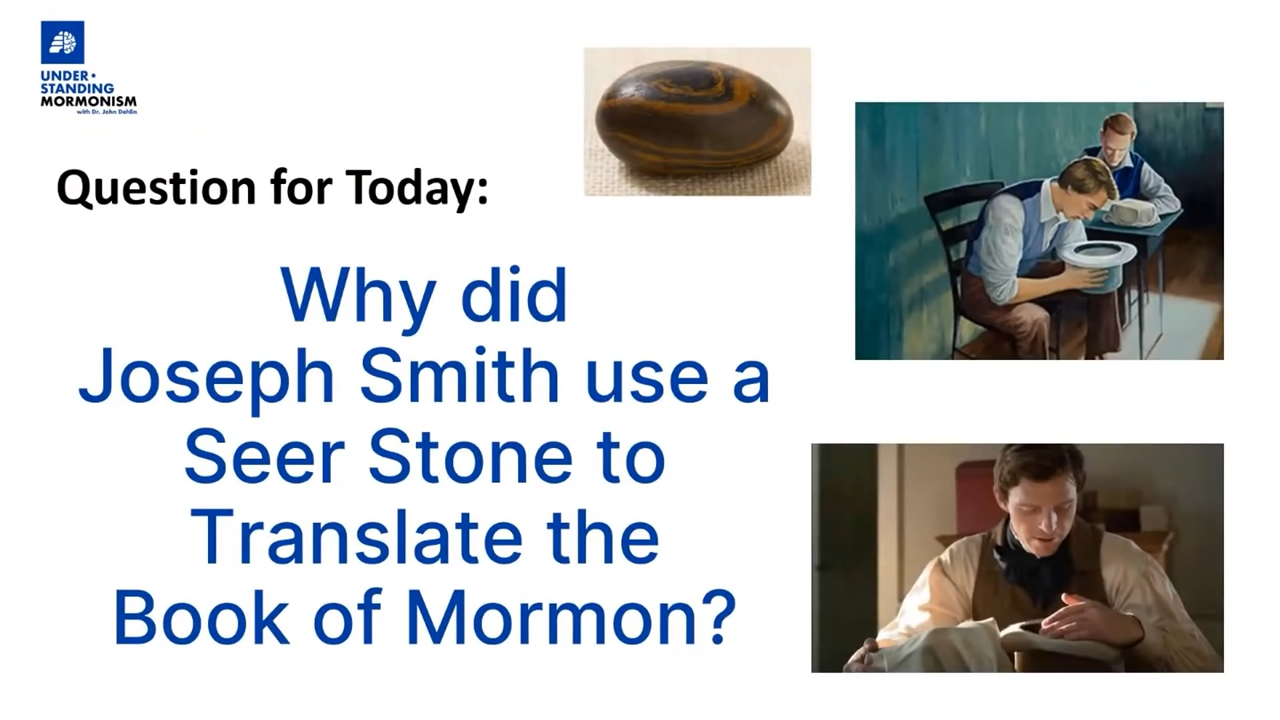 UNDER•
STANDING
MORMONISM
with Dr. John Dehlin
Question for Today:
Why did
Joseph Smith use a
Seer Stone to
Translate the
Book of Mormon?